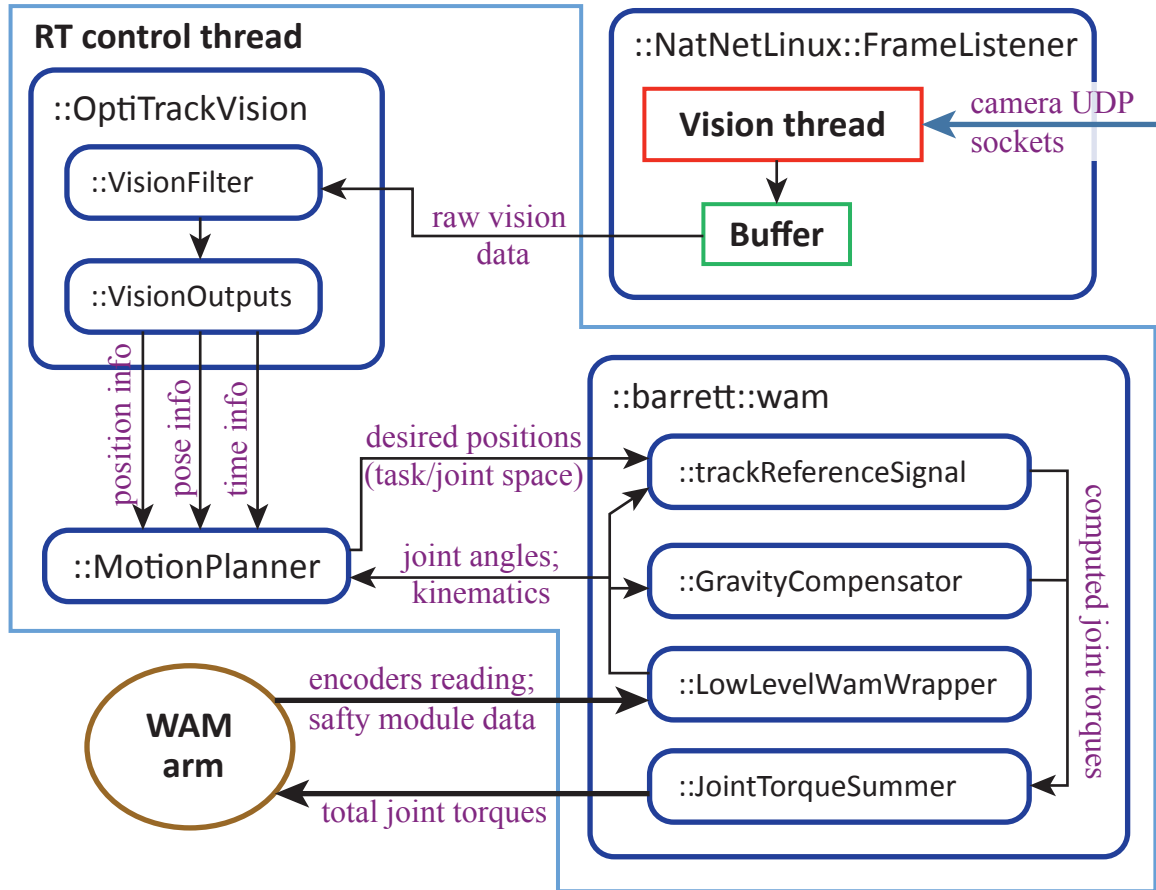 RT control thread
::OptiTrackVision
::VisionFilter
::VisionOutputs
position info
pose info
time info
::MotionPlanner
::NatNetLinux::FrameListener
Vision thread
Buffer
camera UDP
sockets
raw vision
data
::barrett::wam
::trackReferenceSignal
::GravityCompensator
::LowLevelWamWrapper
::JointTorqueSummer
computed joint torques
desired positions
(task/joint space)
joint angles;
kinematics
WAM
arm
encoders reading;
safty module data
total joint torques